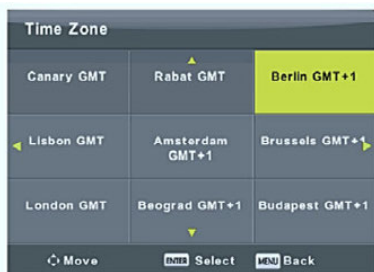 Time Zone
Canary GMT
Rabat GMT
Berlin GMT+1
Lisbon GMT
Amsterdam
GMT+1
Brussels GMT+1
London GMT
Beograd GMT+1
Budapest GMT+1
Move
ENTER Select
MENU Back